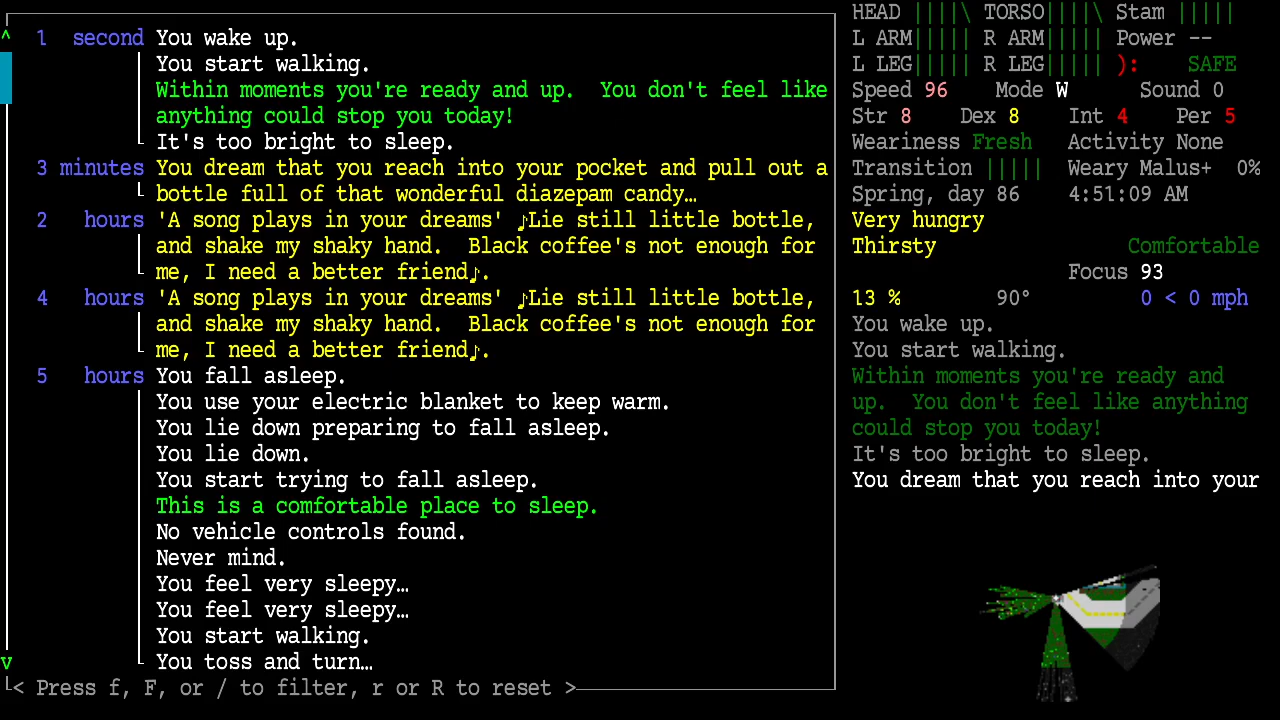 1 second You wake up.
You start walking.
Within moments you're ready and up.  You don't feel like
anything could stop you today!
It's too bright to sleep.
3 minutes You dream that you reach into your pocket and pull out a
bottle full of that wonderful diazepam candy…
2 hours 'A song plays in your dreams' ♪Lie still little bottle,
and shake my shaky hand.  Black coffee's not enough for
me, I need a better friend♪.
4 hours 'A song plays in your dreams' ♪Lie still little bottle,
and shake my shaky hand.  Black coffee's not enough for
me, I need a better friend♪.
5 hours You fall asleep.
You use your electric blanket to keep warm.
You lie down preparing to fall asleep.
You lie down.
You start trying to fall asleep.
This is a comfortable place to sleep.
No vehicle controls found.
Never mind.
You feel very sleepy…
You feel very sleepy…
You start walking.
You toss and turn…
< Press f, F, or / to filter, r or R to reset >
HEAD ||||\ TORSO||||\ Stam |||||
L ARM||||| R ARM||||| Power --
L LEG||||| R LEG||||| ): SAFE
Speed 96 Mode W Sound 0
Str 8 Dex 8 Int 4 Per 5
Weariness Fresh Activity None
Transition ||||| Weary Malus+ 0%
Spring, day 86 4:51:09 AM
Very hungry
Thirsty Comfortable
Focus 93
13 % 90° 0 < 0 mph
You wake up.
You start walking.
Within moments you're ready and
up.  You don't feel like anything
could stop you today!
It's too bright to sleep.
You dream that you reach into your